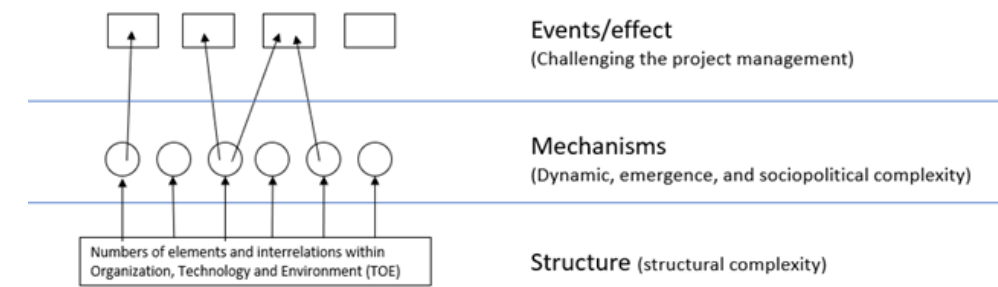 Events/effect
(Challenging the project management)
Mechanisms
(Dynamic, emergence, and sociopolitical complexity)
Numbers of elements and interrelations within
Organization, Technology and Environment (TOE)
Structure (structural complexity)